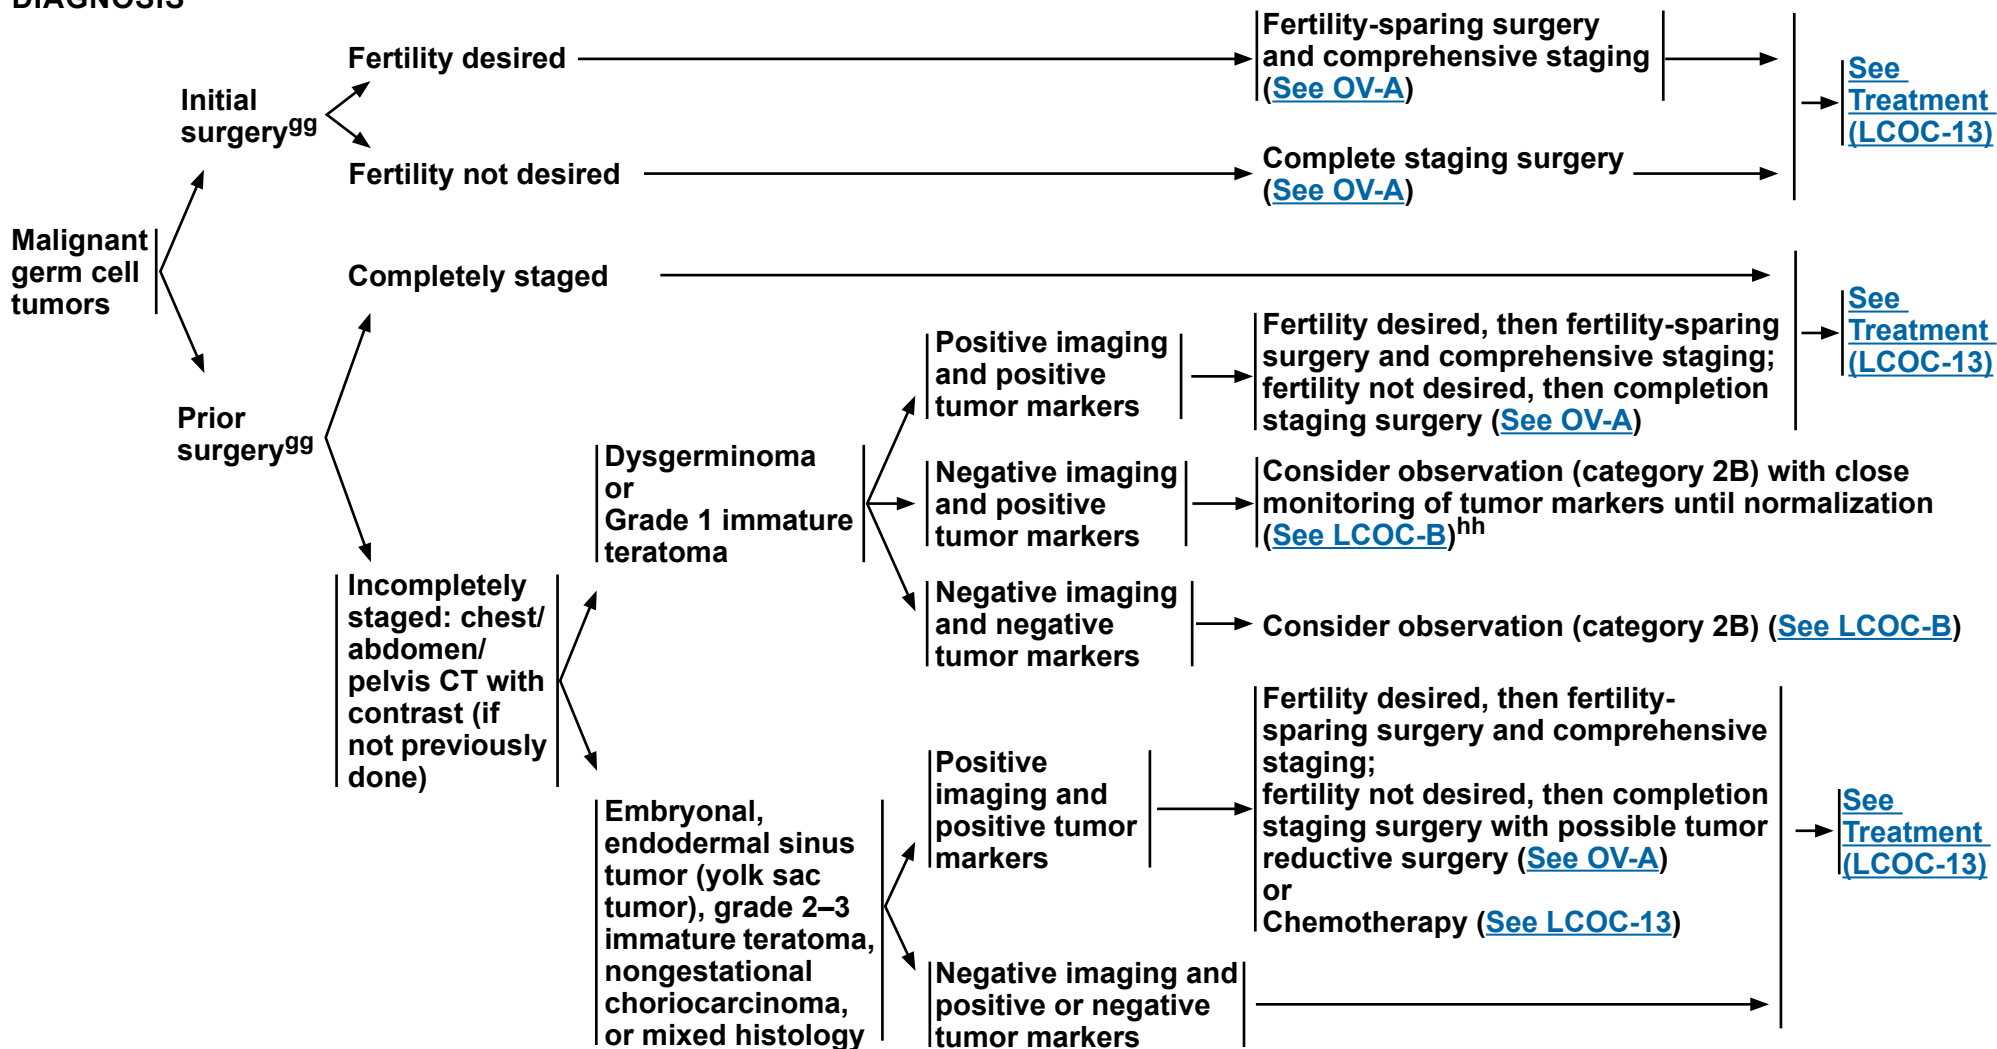 DIAGNOSIS
Fertility desired
Fertility-sparing surgery
and comprehensive staging
(See OV-A)
Initial
surgerygg
Fertility not desired
Complete staging surgery
(See OV-A)
See
Treatment
(LCOC-13)
Malignant
germ cell
tumors
Prior
surgerygg
Completely staged
Incompletely
staged: chest/
abdomen/
pelvis CT with
contrast (if
not previously
done)
Dysgerminoma
or
Grade 1 immature
teratoma
Positive imaging
and positive
tumor markers
Fertility desired, then fertility-sparing
surgery and comprehensive staging;
fertility not desired, then completion
staging surgery (See OV-A)
See
Treatment
(LCOC-13)
Negative imaging
and positive
tumor markers
Consider observation (category 2B) with close
monitoring of tumor markers until normalization
(See LCOC-B)hh
Negative imaging
and negative
tumor markers
Consider observation (category 2B) (See LCOC-B)
Embryonal,
endodermal sinus
tumor (yolk sac
tumor), grade 2–3
immature teratoma,
nongestational
choriocarcinoma,
or mixed histology
Positive
imaging and
positive tumor
markers
Fertility desired, then fertility-
sparing surgery and comprehensive
staging;
fertility not desired, then completion
staging surgery with possible tumor
reductive surgery (See OV-A)
or
Chemotherapy (See LCOC-13)
Negative imaging and
positive or negative
tumor markers
See
Treatment
(LCOC-13)